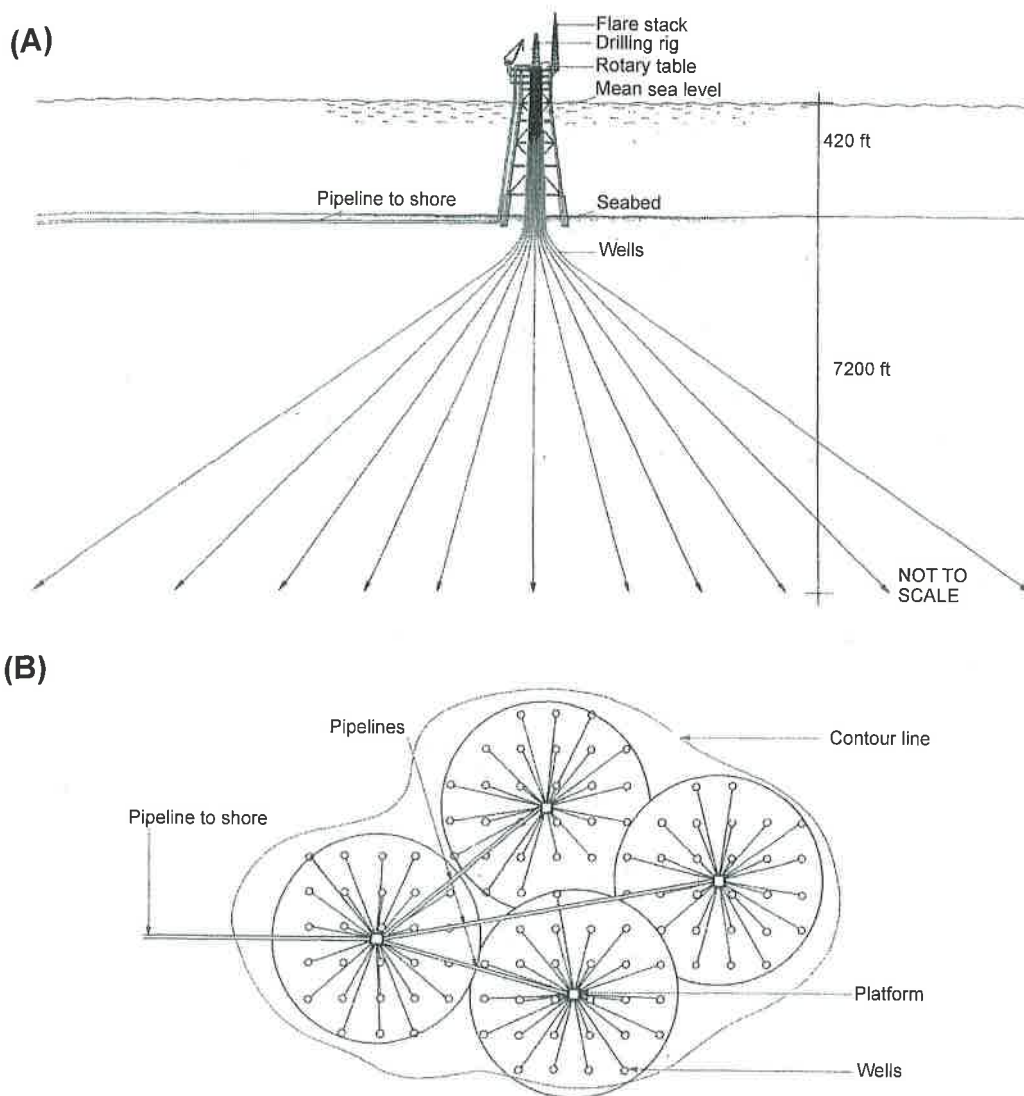 (A)
Flare stack
Drilling rig
Rotary table
Mean sea level
420 ft
Pipeline to shore
Seabed
Wells
7200 ft
NOT TO
SCALE
(B)
Pipelines
Contour line
Pipeline to shore
Platform
Wells